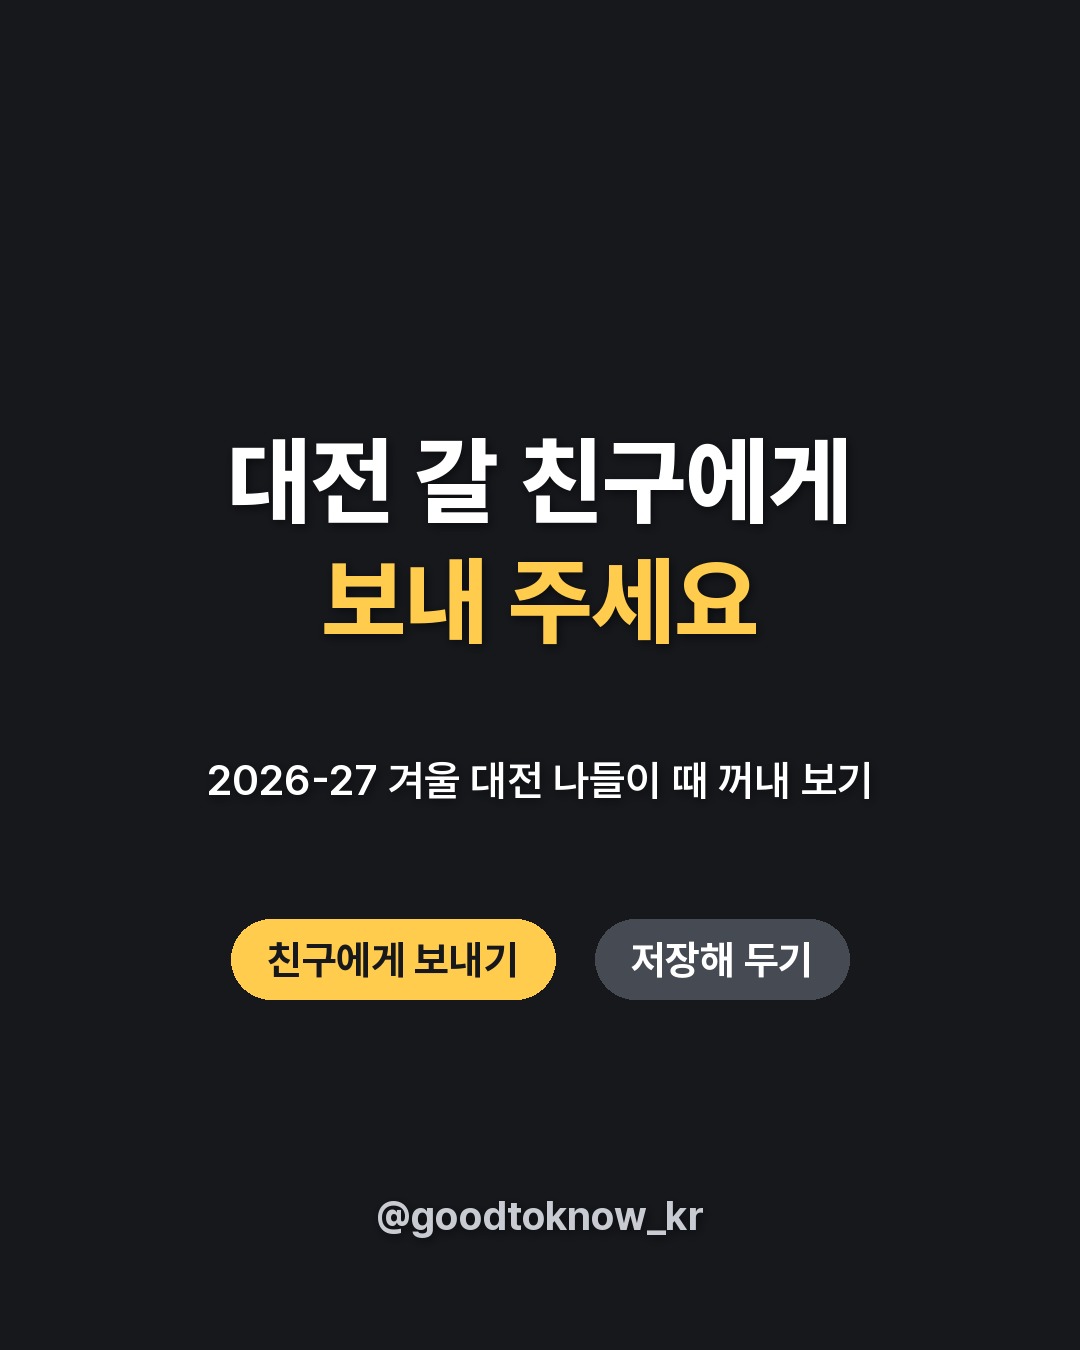 대전 갈 친구에게
보내 주세요
2026-27 겨울 대전 나들이 때 꺼내 보기
친구에게 보내기
저장해 두기
@goodtoknow_kr